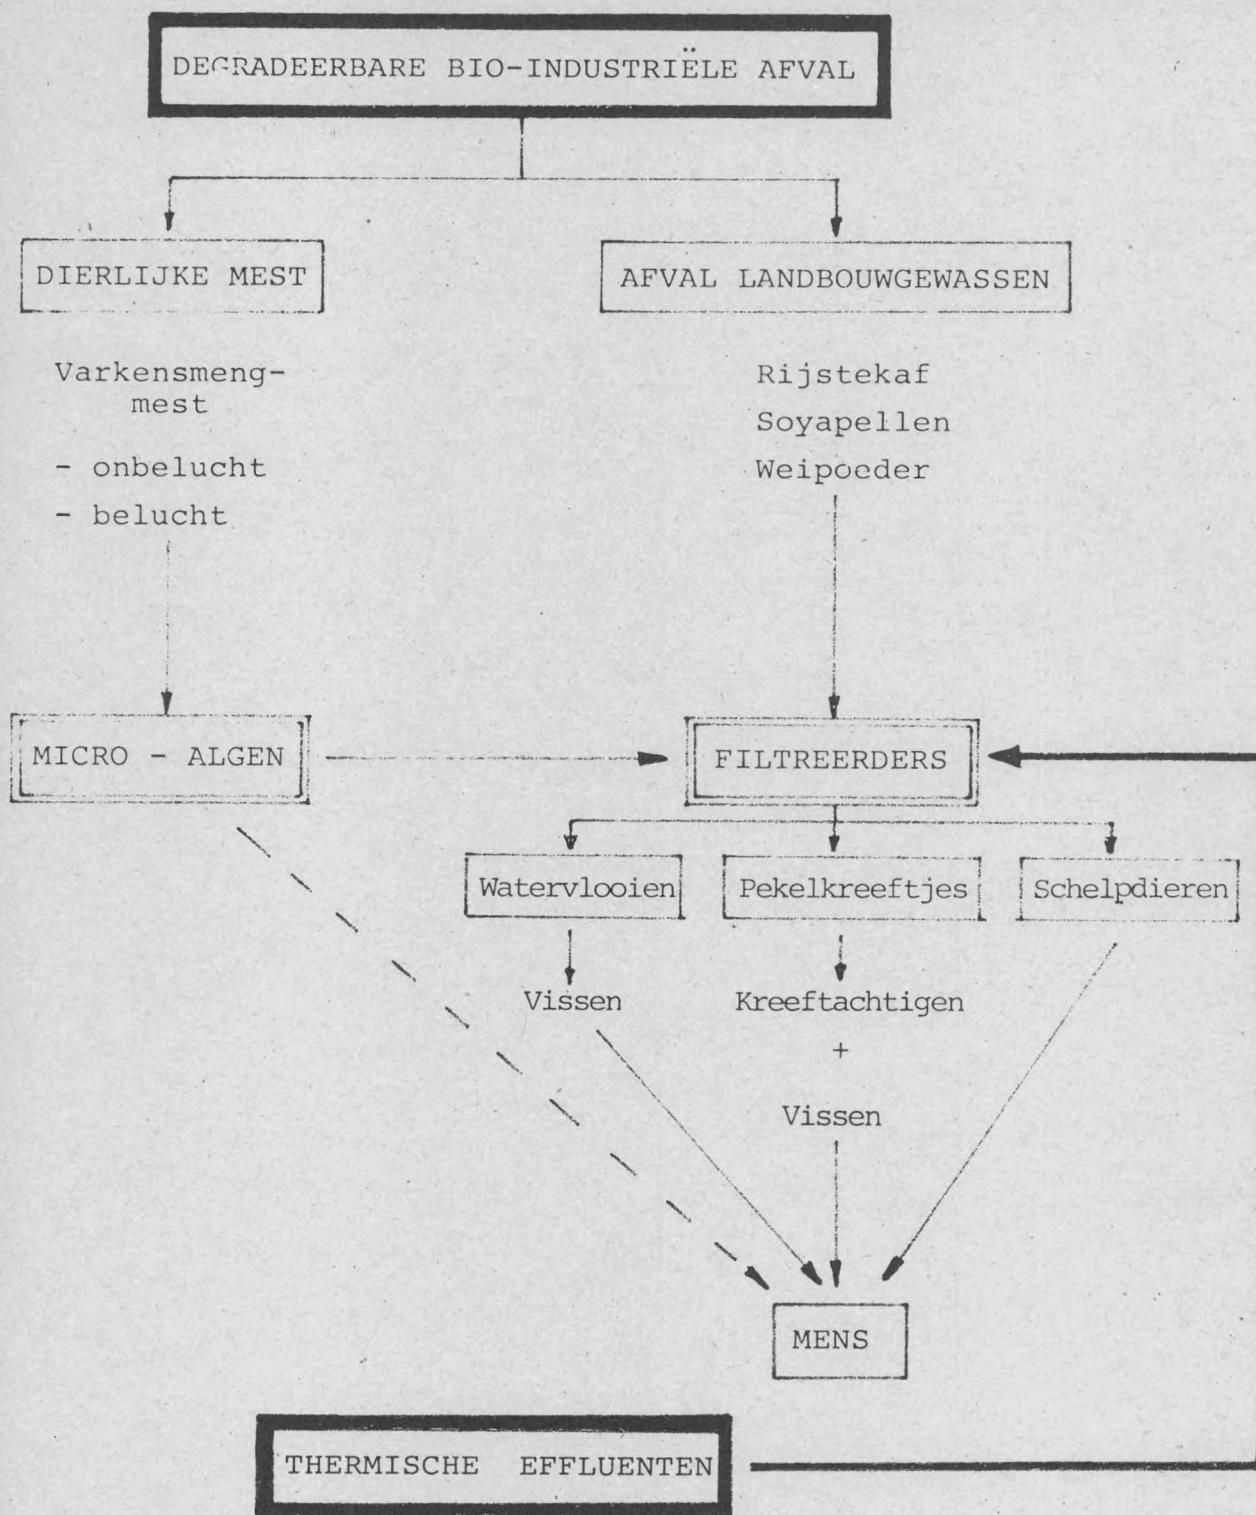 DEGRADEERBARE BIO-INDUSTRIËLE AFVAL
DIERLIJKE MEST
AFVAL LANDBOUWGEWASSEN
Varkensmeng-
mest
- onbelucht
- belucht
Rijstekaf
Soyapellen
Weipoeder
MICRO - ALGEN
FILTREERDERS
Watervlooien
Pekelkreeftjes
Schelpdieren
Vissen
Kreeftachtigen
+
Vissen
MENS
THERMISCHE EFFLUENTEN